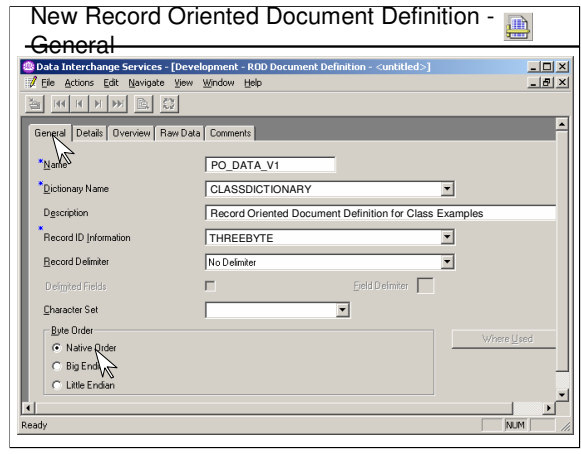 New Record Oriented Document Definition -
General
Data Interchange Services - [Development - ROD Document Definition - <untitled>]
File Actions Edit Navigate View Window Help
General Details Overview Raw Data Comments
*Name PO_DATA_V1
*Dictionary Name CLASSDICTIONARY
Description Record Oriented Document Definition for Class Examples
*Record ID Information THREEBYTE
Record Delimiter No Delimiter
Delimited Fields Field Delimiter
Character Set
Byte Order
Native Order Where Used
Big Endian
Little Endian
Ready NUM